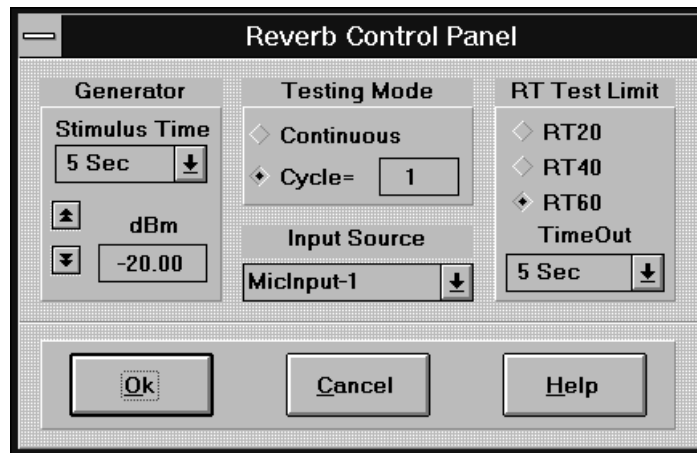 Reverb Control Panel
Generator
Stimulus Time
5 Sec
dBm
-20.00
Testing Mode
Continuous
Cycle= 1
Input Source
MicInput-1
RT Test Limit
RT20
RT40
RT60
TimeOut
5 Sec
Ok
Cancel
Help